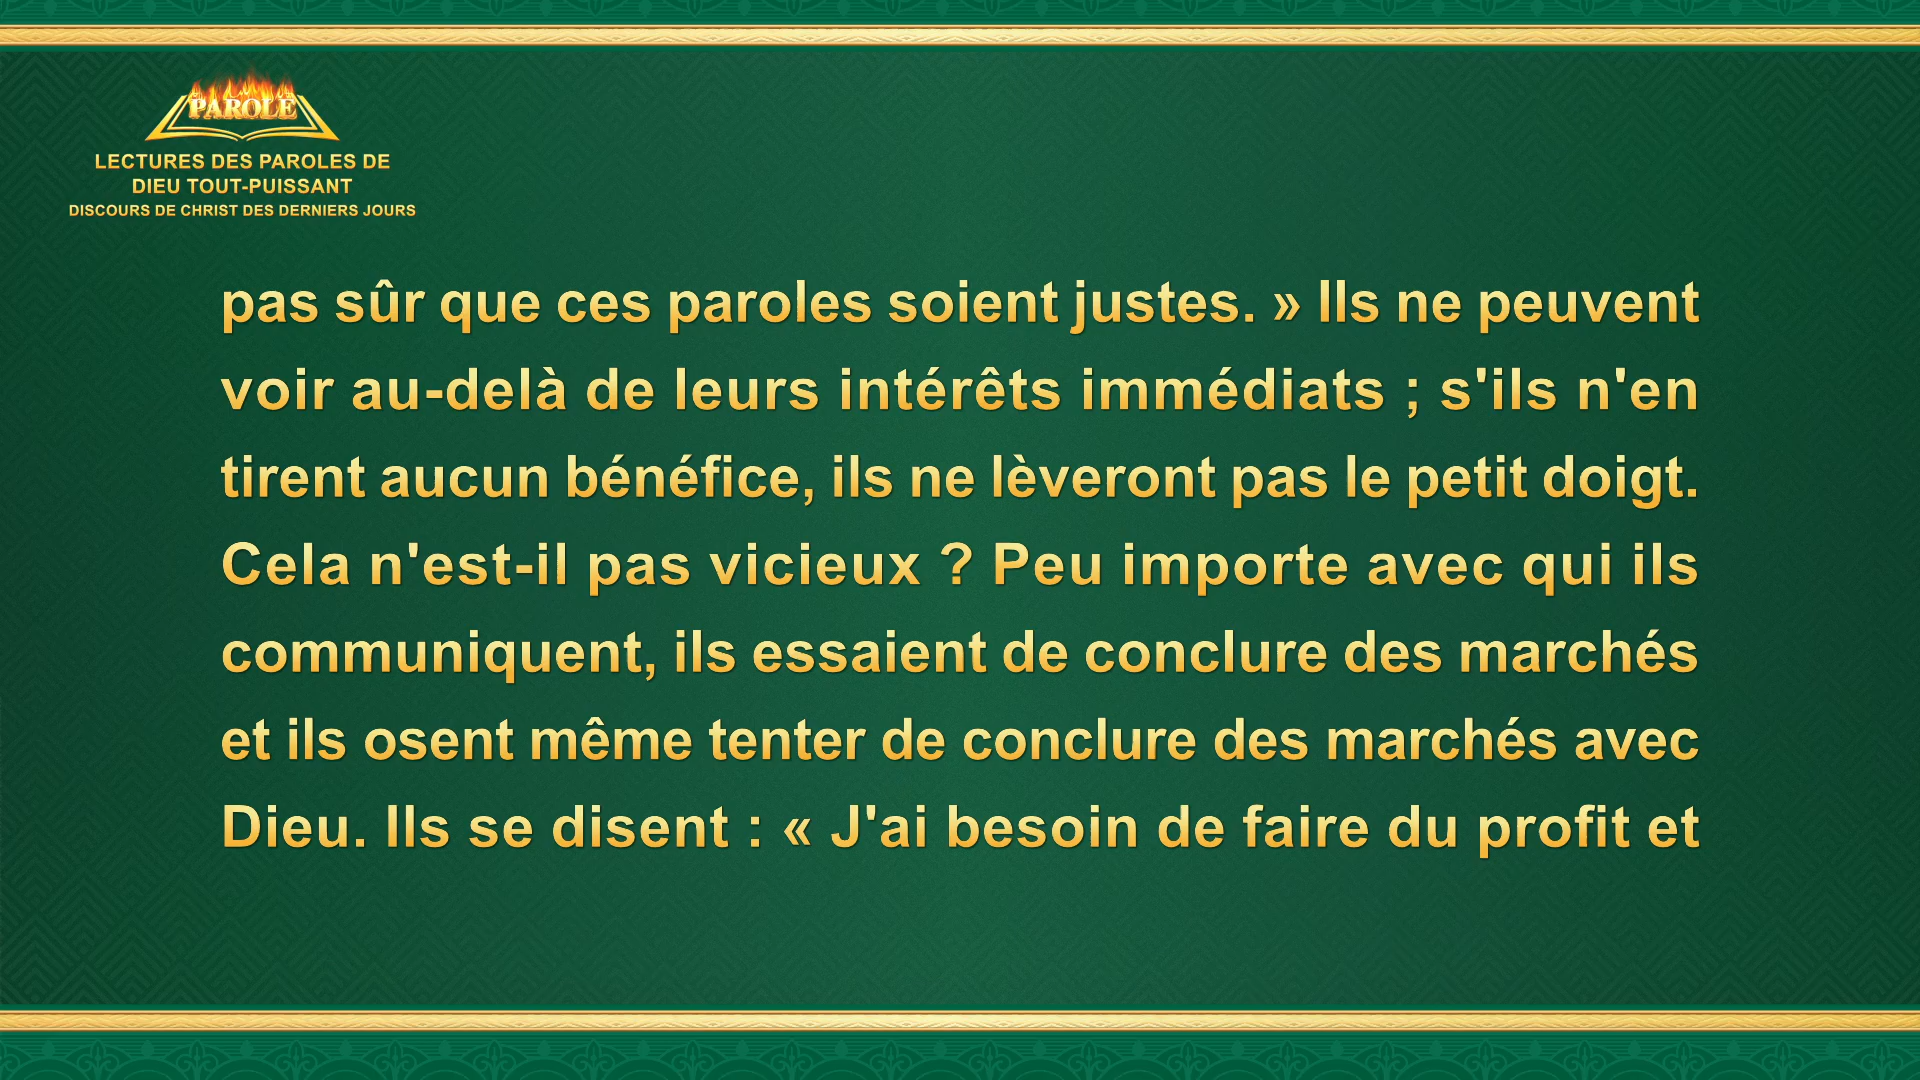 PAROLE
LECTURES DES PAROLES DE
DIEU TOUT-PUISSANT
DISCOURS DE CHRIST DES DERNIERS JOURS
pas sûr que ces paroles soient justes. » Ils ne peuvent
voir au-delà de leurs intérêts immédiats ; s'ils n'en
tirent aucun bénéfice, ils ne lèveront pas le petit doigt.
Cela n'est-il pas vicieux ? Peu importe avec qui ils
communiquent, ils essaient de conclure des marchés
et ils osent même tenter de conclure des marchés avec
Dieu. Ils se disent : « J'ai besoin de faire du profit et